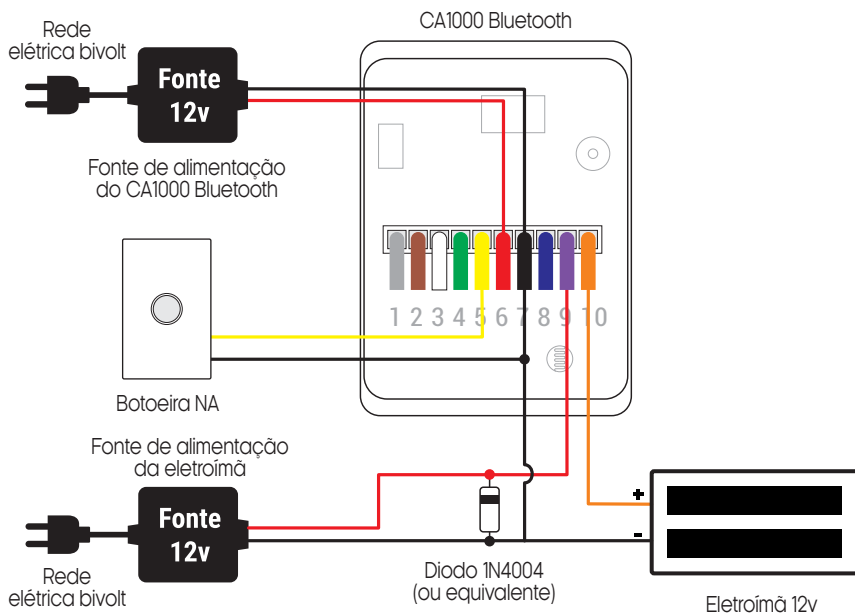 CA1000 Bluetooth
Rede
elétrica bivolt
Fonte
12v
Fonte de alimentação
do CA1000 Bluetooth
1 2 3 4 5 6 7 8 9 10
Botoeira NA
Fonte de alimentação
da eletroímã
Fonte
12v
Rede
elétrica bivolt
Diodo 1N4004
(ou equivalente)
+
-
Eletroímã 12v